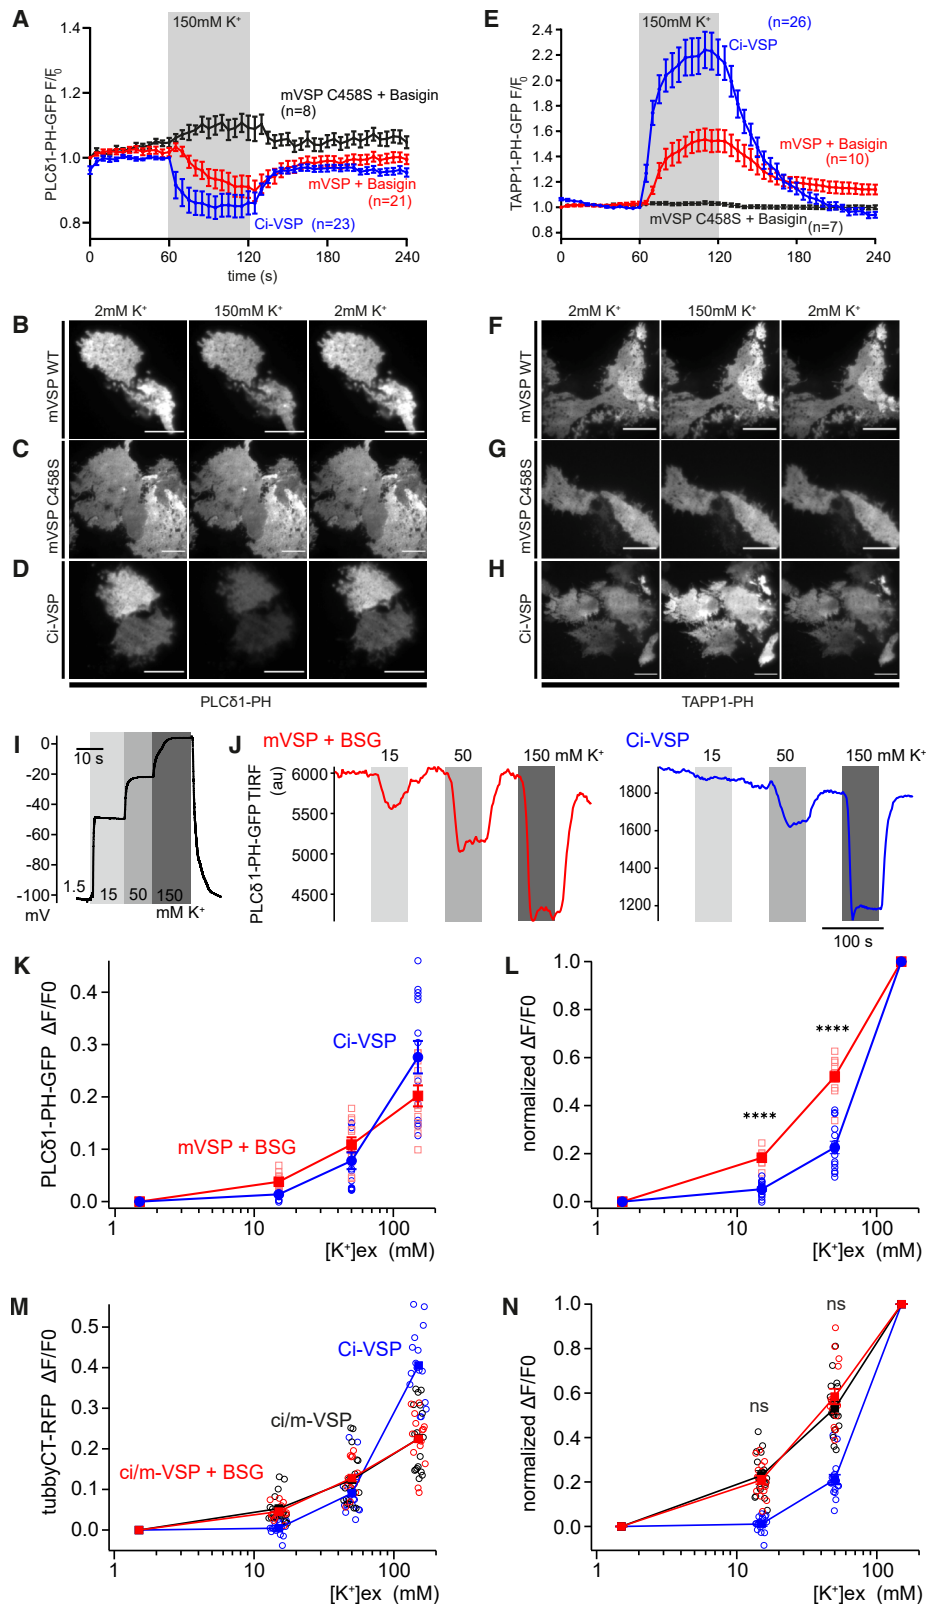 A
150mM K⁺
PLCδ1-PH-GFP F/F0
1.4
1.2
1.0
0.8
mVSP C458S + Basigin
(n=8)
mVSP + Basigin
(n=21)
Ci-VSP (n=23)
0
60
120
180
240
time (s)
E
150mM K⁺
(n=26)
Ci-VSP
TAPP1-PH-GFP F/F0
2.4
2.2
2.0
1.8
1.6
1.4
1.2
1.0
0.8
mVSP + Basigin
(n=10)
mVSP C458S + Basigin
(n=7)
0
60
120
180
240
B
2mM K⁺
150mM K⁺
2mM K⁺
mVSP WT
C
mVSP C458S
D
Ci-VSP
PLCδ1-PH
F
2mM K⁺
150mM K⁺
2mM K⁺
mVSP WT
G
mVSP C458S
H
Ci-VSP
TAPP1-PH
I
0
-20
-40
-60
-80
-100
mV
10 s
1.5
15
50
150
mM K⁺
J
mVSP + BSG
15
50
150 mM K⁺
PLCδ1-PH-GFP TIRF
(au)
6000
5500
5000
4500
Ci-VSP
15
50
150 mM K⁺
1800
1600
1400
1200
100 s
K
PLCδ1-PH-GFP ΔF/F0
0.4
0.3
0.2
0.1
0.0
Ci-VSP
mVSP + BSG
1
10
100
[K⁺]ex (mM)
L
normalized ΔF/F0
1.0
0.8
0.6
0.4
0.2
0.0
****
****
1
10
100
[K⁺]ex (mM)
M
tubbyCT-RFP ΔF/F0
0.5
0.4
0.3
0.2
0.1
0.0
Ci-VSP
ci/m-VSP
ci/m-VSP + BSG
1
10
100
[K⁺]ex (mM)
N
normalized ΔF/F0
1.0
0.8
0.6
0.4
0.2
0.0
ns
ns
1
10
100
[K⁺]ex (mM)